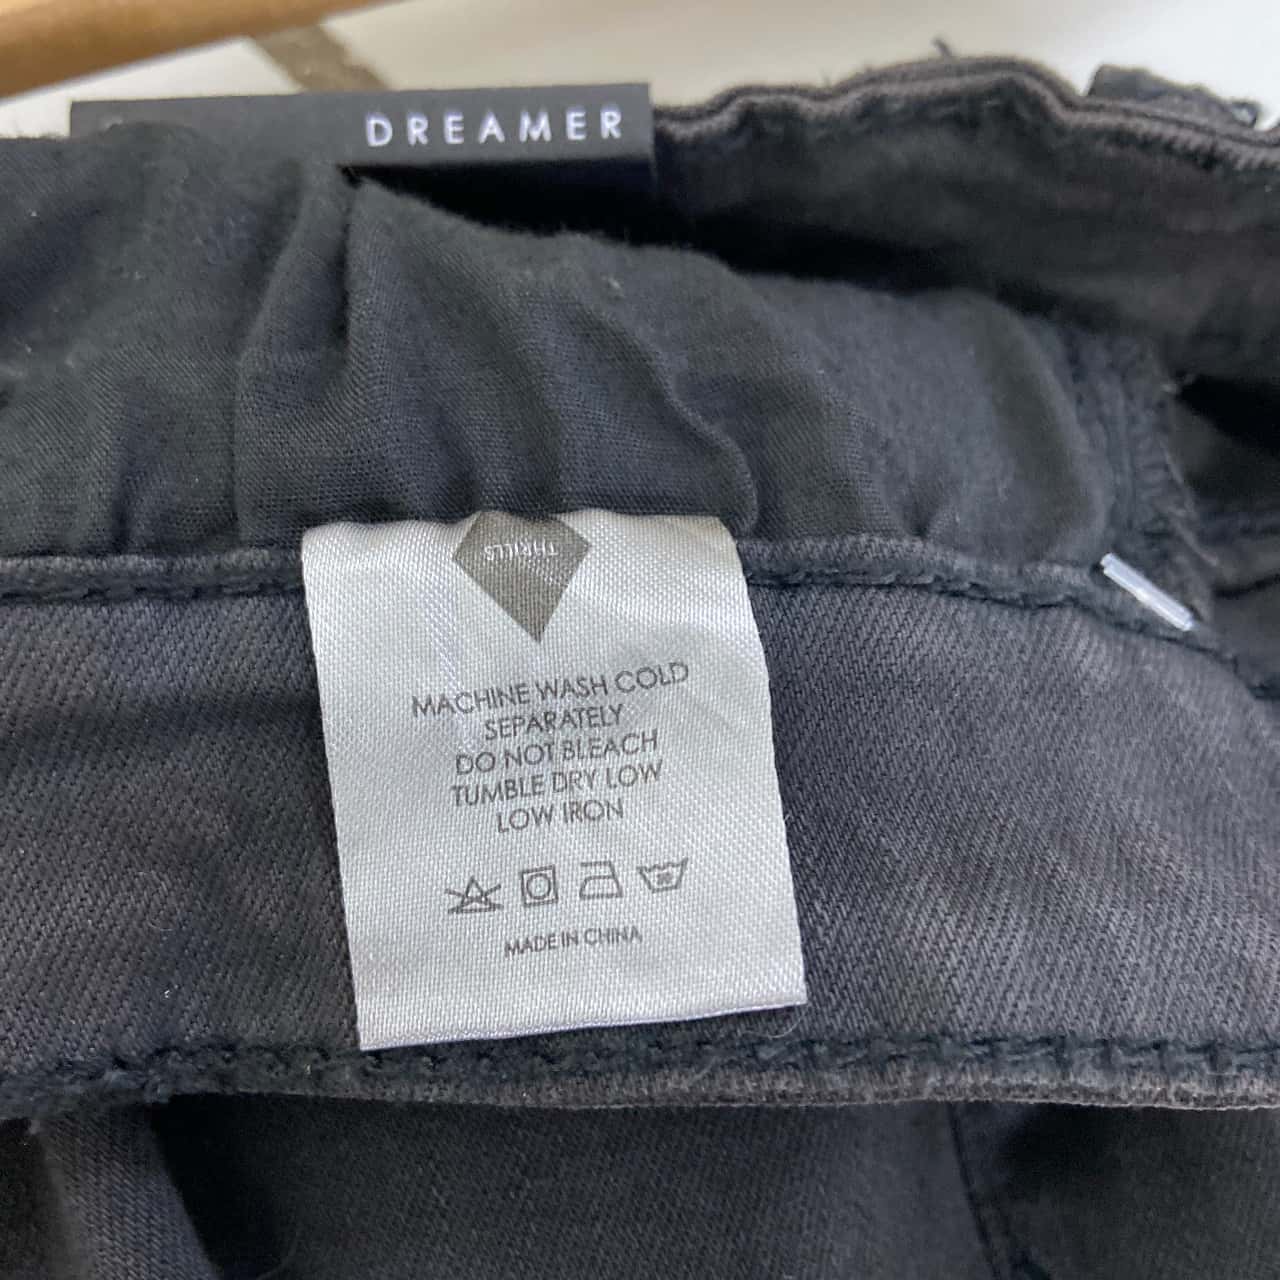 DREAMER
THRILLS
MACHINE WASH COLD
SEPARATELY
DO NOT BLEACH
TUMBLE DRY LOW
LOW IRON
MADE IN CHINA